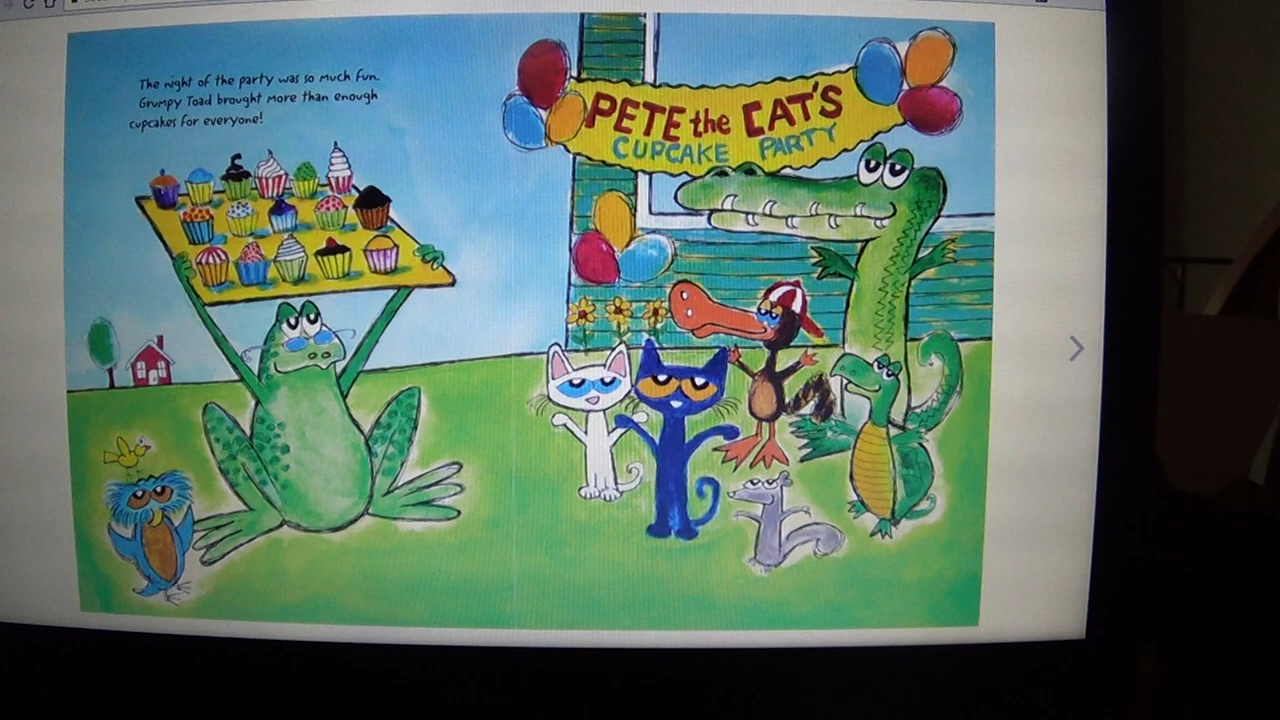 The night of the party was so much fun.
Grumpy Toad brought more than enough
cupcakes for everyone!
PETE the CAT'S
CUPCAKE PARTY